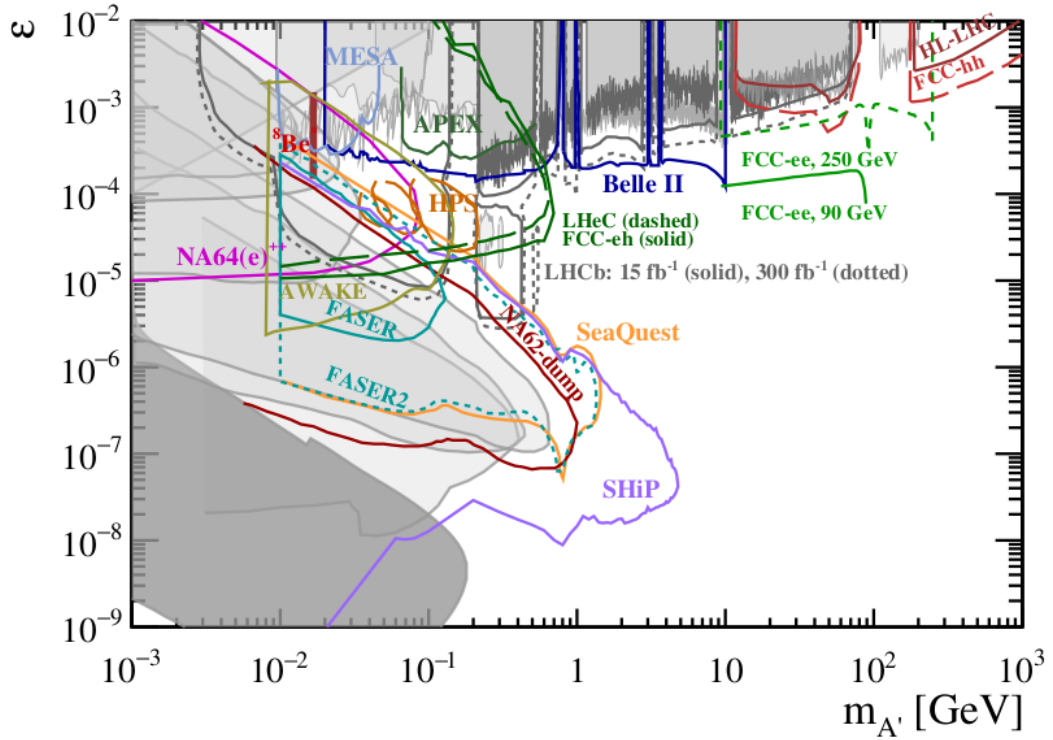 ε
10⁻²
10⁻³
10⁻⁴
10⁻⁵
10⁻⁶
10⁻⁷
10⁻⁸
10⁻⁹
MESA
HL-LHC
FCC-hh
⁸Be
APEX
FCC-ee, 250 GeV
Belle II
HPS
FCC-ee, 90 GeV
LHeC (dashed)
FCC-eh (solid)
NA64(e)⁺⁺
LHCb: 15 fb⁻¹ (solid), 300 fb⁻¹ (dotted)
AWAKE
FASER
SeaQuest
NA62-dump
FASER2
SHiP
10⁻³
10⁻²
10⁻¹
1
10
10²
10³
m_A' [GeV]